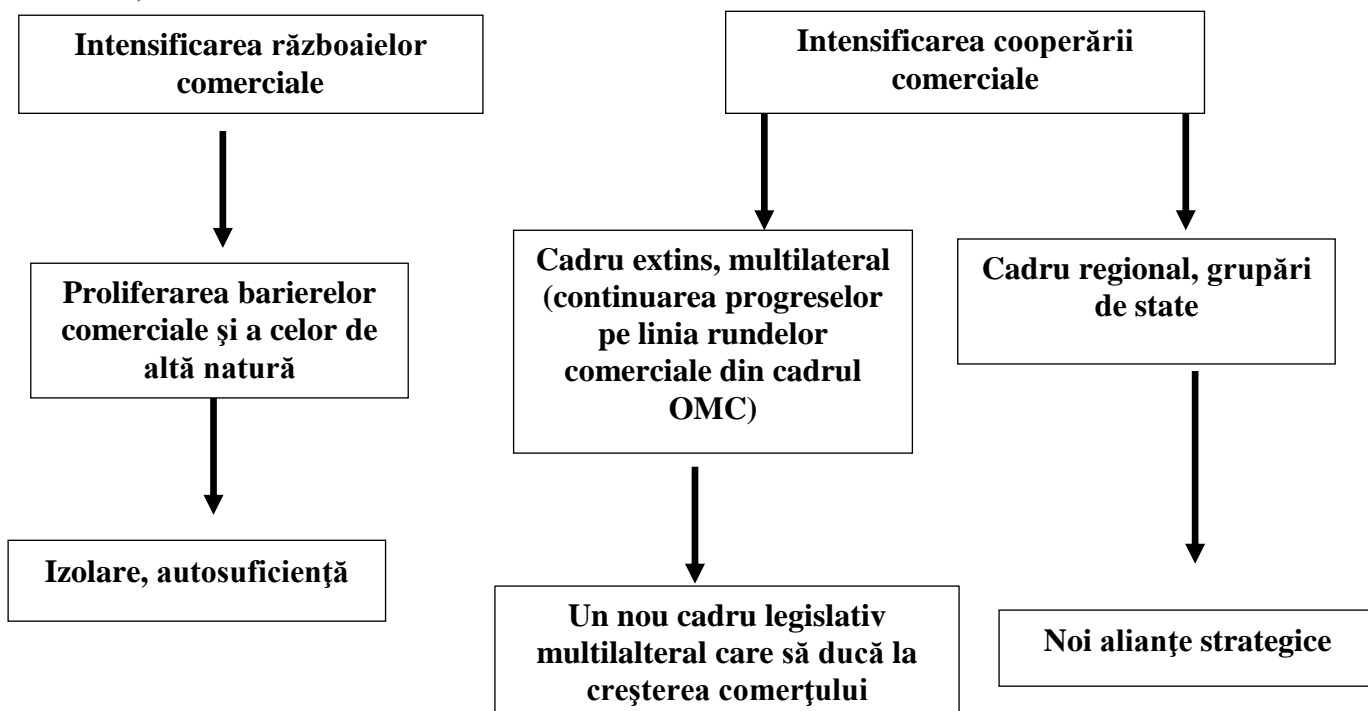 Intensificarea războaielor
comerciale
Intensificarea cooperării
comerciale
Proliferarea barierelor
comerciale şi a celor de
altă natură
Cadru extins, multilateral
(continuarea progreselor
pe linia rundelor
comerciale din cadrul
OMC)
Cadru regional, grupări
de state
Izolare, autosuficienţă
Un nou cadru legislativ
multilalteral care să ducă la
creşterea comerţului
Noi alianţe strategice